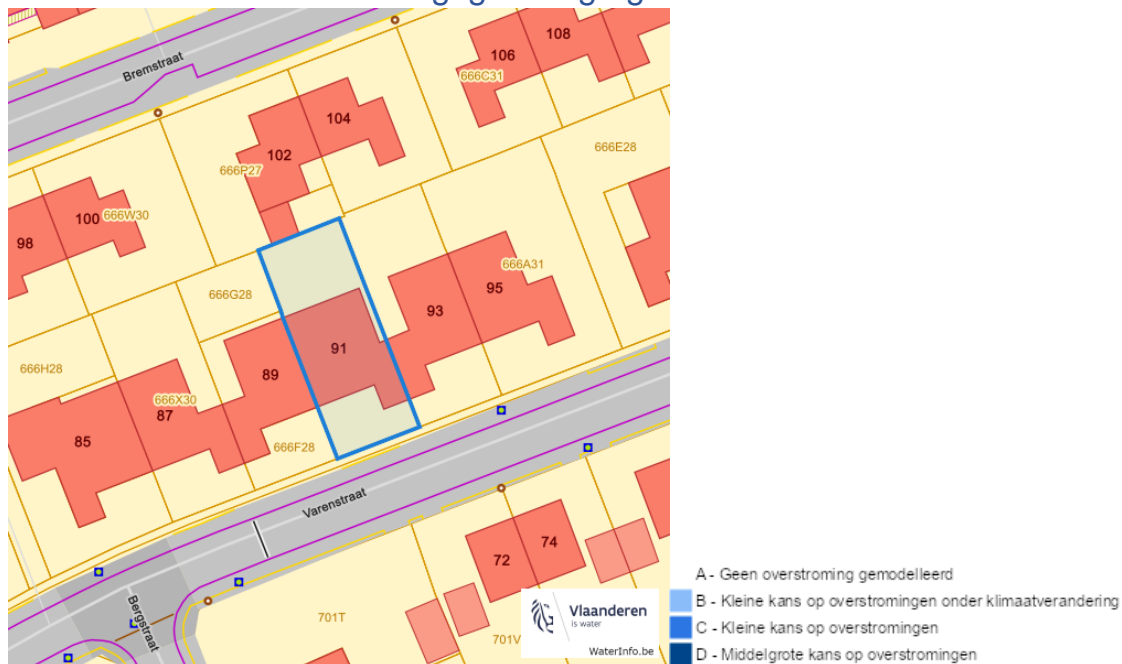 Bremstraat
106
108
666C31
104
102
666E28
666P27
100
666W30
98
666A31
95
666G28
93
91
89
666H28
666X30
87
85
666F28
Varenstraat
72
74
Bergstraat
701T
701V
Vlaanderen
is water
WaterInfo.be
A - Geen overstroming gemodelleerd
B - Kleine kans op overstromingen onder klimaatverandering
C - Kleine kans op overstromingen
D - Middelgrote kans op overstromingen